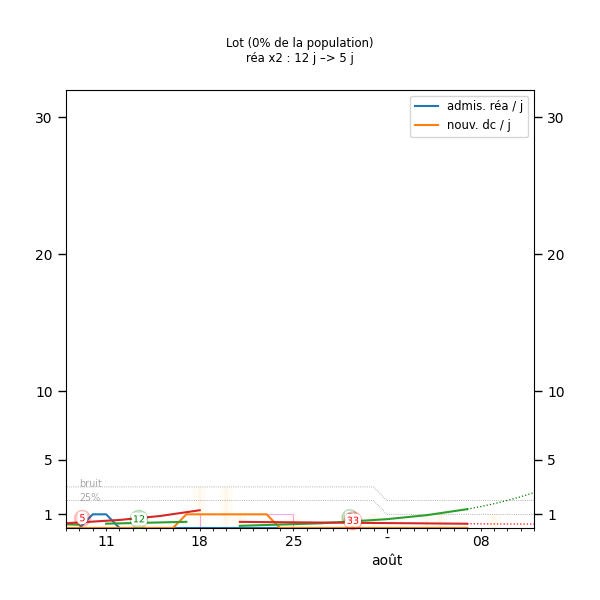 Lot (0% de la population)
réa x2 : 12 j –> 5 j
admis. réa / j
nouv. dc / j
30 30
20 20
10 10
5 5
bruit
25%
1 5 12 33 1
11 18 25 - 08
août